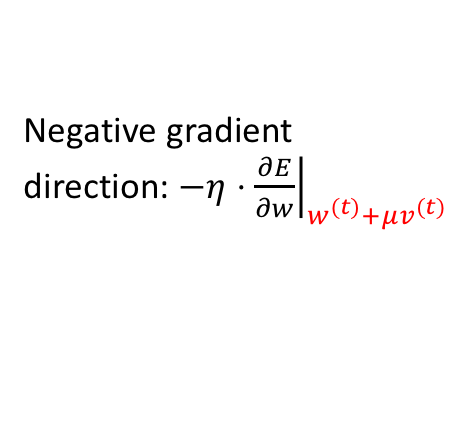 Negative gradient
direction: −η · ∂E/∂w|w^(t)+μv^(t)